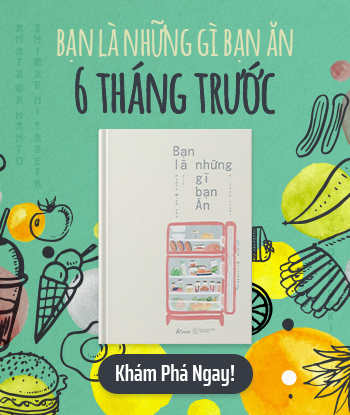 BẠN LÀ NHỮNG GÌ BẠN ĂN
6 THÁNG TRƯỚC
Bạn
là những
gì
bạn
Ăn
Khám Phá Ngay!